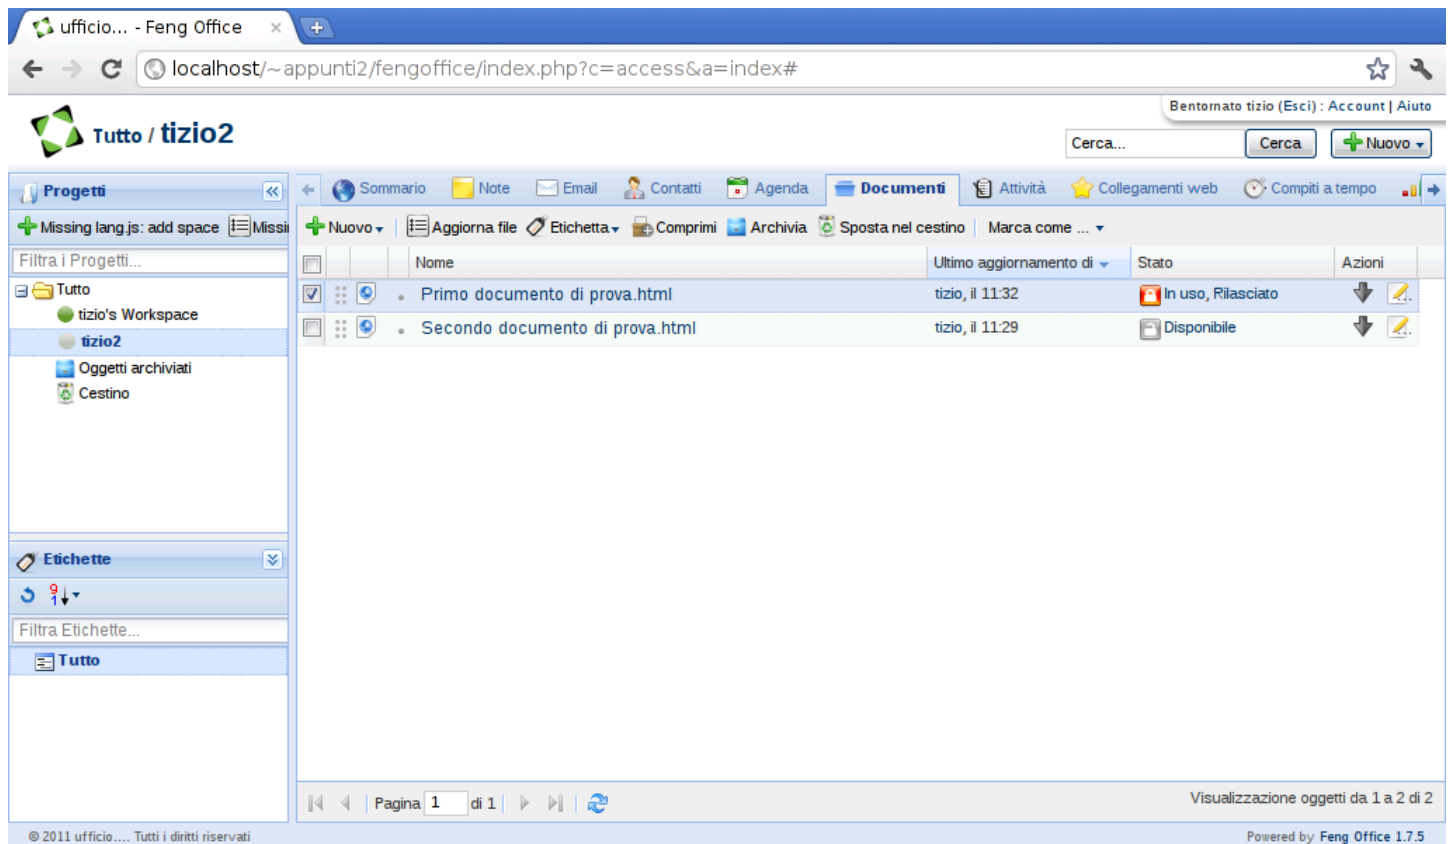 ufficio... - Feng Office
localhost/~appunti2/fengoffice/index.php?c=access&a=index#
Bentornato tizio (Esci) : Account | Aiuto
Tutto / tizio2
Cerca... Cerca Nuovo
Progetti
Sommario Note Email Contatti Agenda Documenti Attività Collegamenti web Compiti a tempo
Missing lang.js: add space Missi
Nuovo Aggiorna file Etichetta Comprimi Archivia Sposta nel cestino Marca come ...
Filtra i Progetti...
Nome Ultimo aggiornamento di Stato Azioni
Tutto
Primo documento di prova.html tizio, il 11:32 In uso, Rilasciato
tizio's Workspace
Secondo documento di prova.html tizio, il 11:29 Disponibile
tizio2
Oggetti archiviati
Cestino
Etichette
9
1
Filtra Etichette...
Tutto
Pagina 1 di 1
Visualizzazione oggetti da 1 a 2 di 2
© 2011 ufficio.... Tutti i diritti riservati
Powered by Feng Office 1.7.5